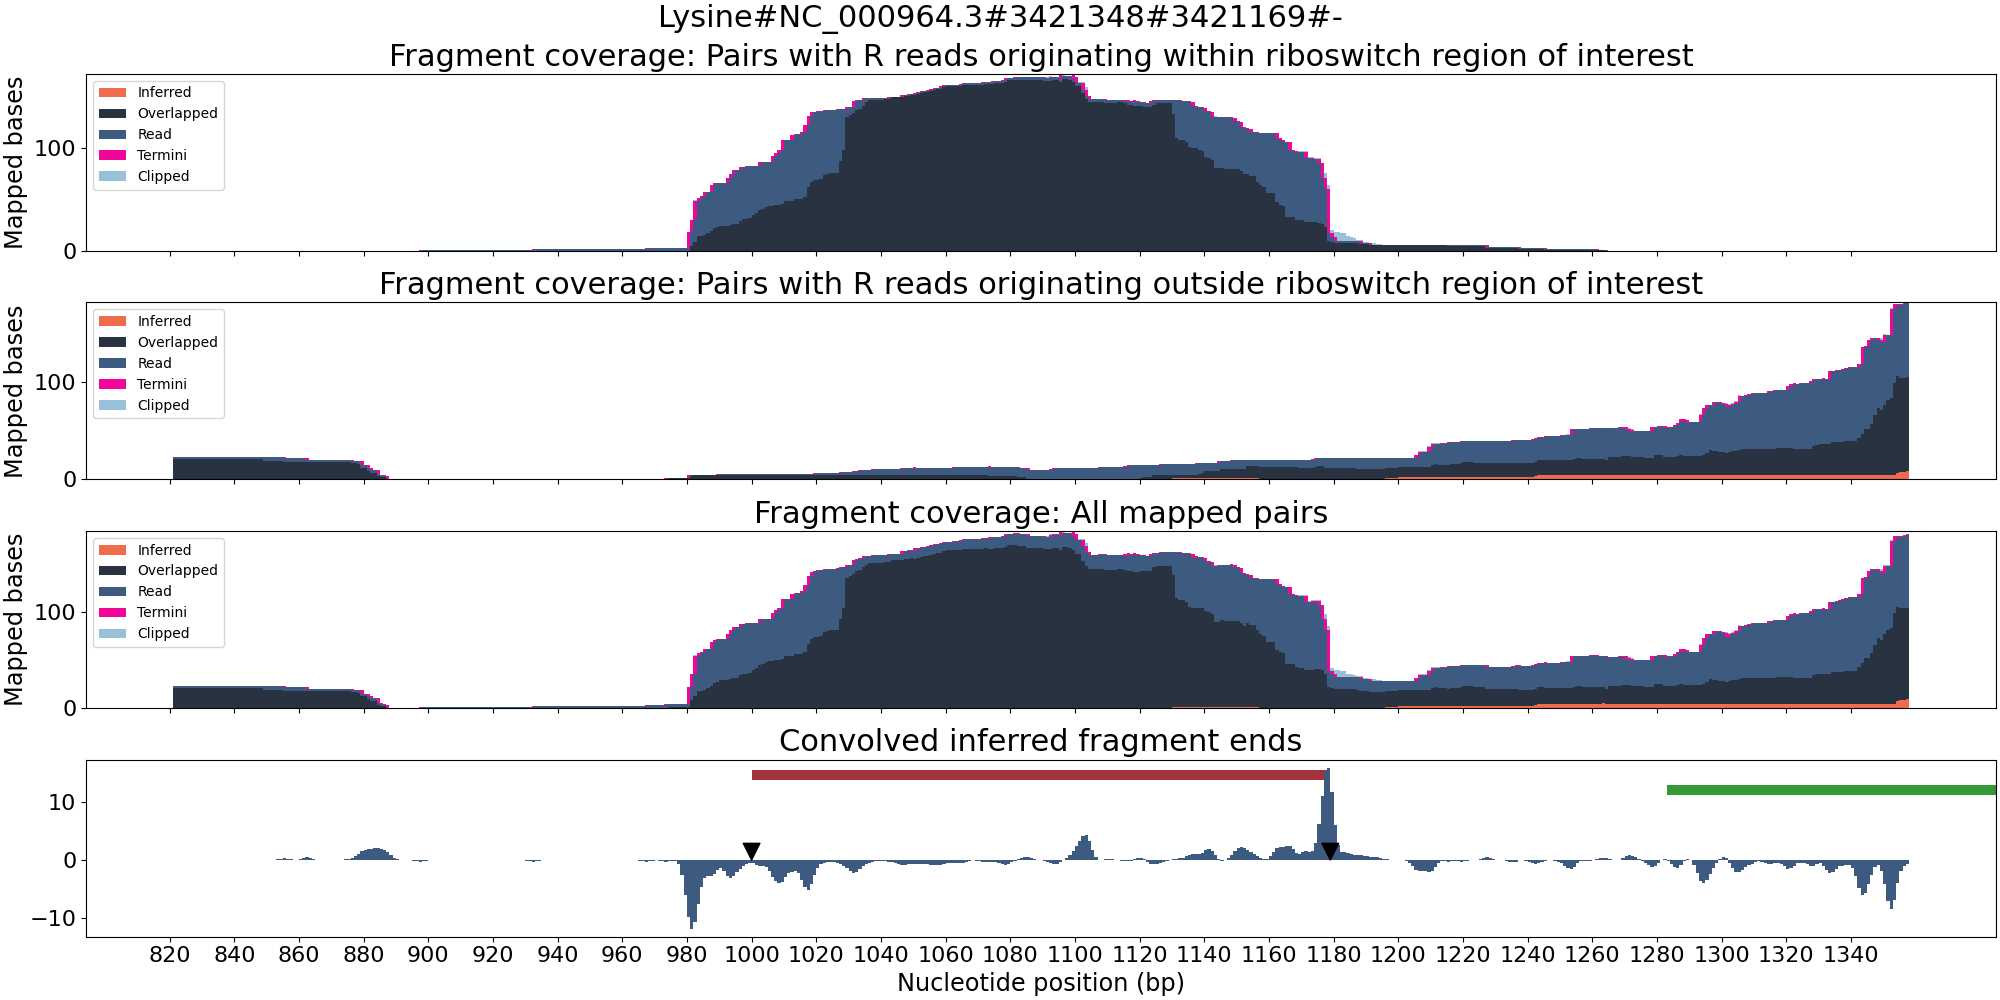 Lysine#NC_000964.3#3421348#3421169#-
Fragment coverage: Pairs with R reads originating within riboswitch region of interest
Mapped bases
100
0
Inferred
Overlapped
Read
Termini
Clipped
Fragment coverage: Pairs with R reads originating outside riboswitch region of interest
Mapped bases
100
0
Inferred
Overlapped
Read
Termini
Clipped
Fragment coverage: All mapped pairs
Mapped bases
100
0
Inferred
Overlapped
Read
Termini
Clipped
Convolved inferred fragment ends
10
0
−10
820 840 860 880 900 920 940 960 980 1000 1020 1040 1060 1080 1100 1120 1140 1160 1180 1200 1220 1240 1260 1280 1300 1320 1340
Nucleotide position (bp)